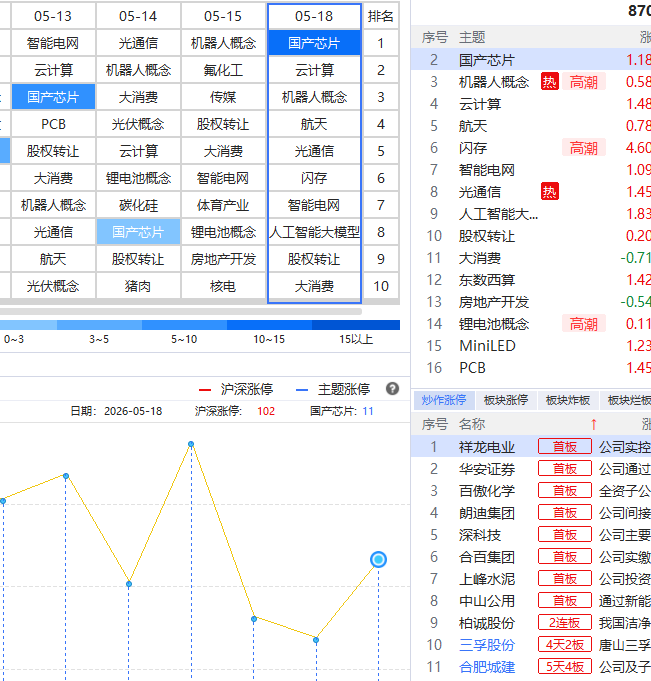 05-13 05-14 05-15 05-18 排名
智能电网 光通信 机器人概念 国产芯片 1
云计算 机器人概念 氟化工 云计算 2
国产芯片 大消费 传媒 机器人概念 3
PCB 光伏概念 股权转让 航天 4
股权转让 云计算 大消费 光通信 5
大消费 锂电池概念 智能电网 闪存 6
机器人概念 碳化硅 体育产业 智能电网 7
光通信 国产芯片 锂电池概念 人工智能大模型 8
航天 股权转让 房地产开发 股权转让 9
光伏概念 猪肉 核电 大消费 10
0~3 3~5 5~10 10~15 15以上
沪深涨停 主题涨停 ?
日期: 2026-05-18 沪深涨停: 102 国产芯片: 11
870
序号 主题
2 国产芯片 1.18
3 机器人概念 热 高潮 0.58
4 云计算 1.48
5 航天 0.78
6 闪存 高潮 4.60
7 智能电网 1.09
8 光通信 热 1.45
9 人工智能大... 1.83
10 股权转让 0.20
11 大消费 -0.71
12 东数西算 1.42
13 房地产开发 -0.54
14 锂电池概念 高潮 0.11
15 MiniLED 1.23
16 PCB 1.45
炒作涨停 板块涨停 板块炸板 板块烂板
序号 名称 ↑
1 祥龙电业 首板 公司实控
2 华安证券 首板 公司通过
3 百傲化学 首板 全资子公
4 朗迪集团 首板 公司间接
5 深科技 首板 公司主要
6 合百集团 首板 公司实缴
7 上峰水泥 首板 公司投资
8 中山公用 首板 通过新能
9 柏诚股份 2连板 我国洁净
10 三孚股份 4天2板 唐山三孚
11 合肥城建 5天4板 公司及子